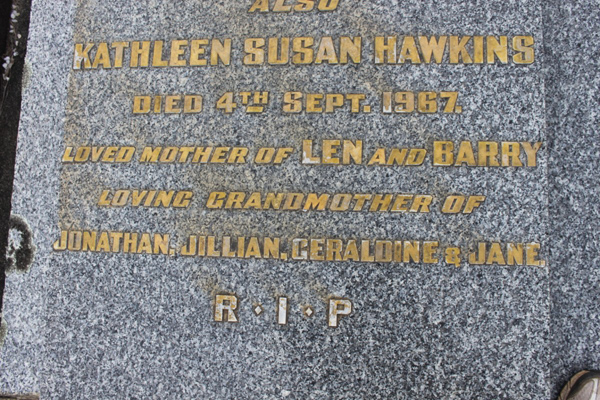 ALSO
KATHLEEN SUSAN HAWKINS
DIED 4TH SEPT. 1967.
LOVED MOTHER OF LEN AND BARRY
LOVING GRANDMOTHER OF
JONATHAN, JILLIAN, GERALDINE & JANE.
R·I·P